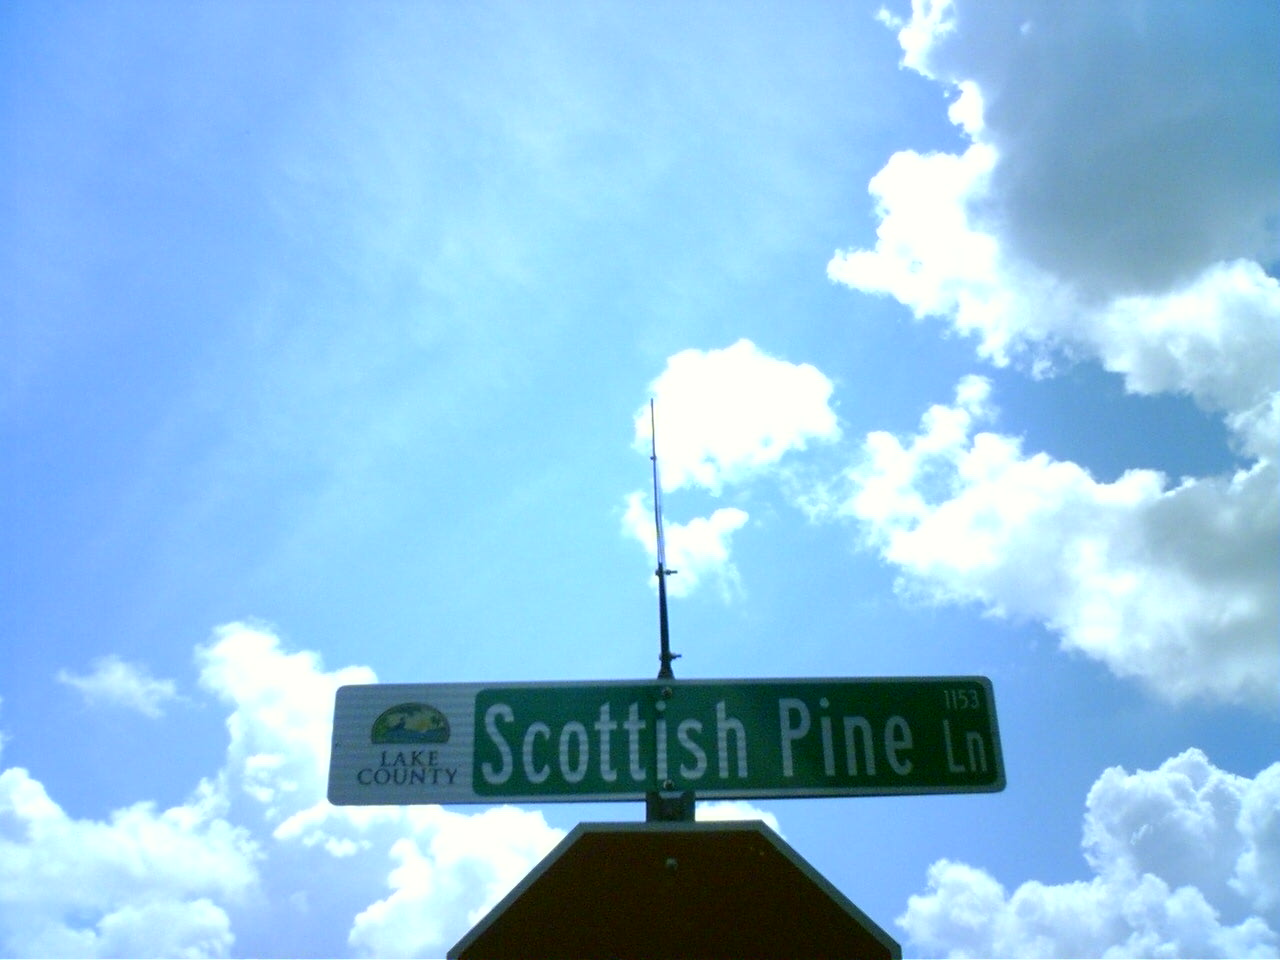 LAKE
COUNTY
Scottish Pine Ln
1153